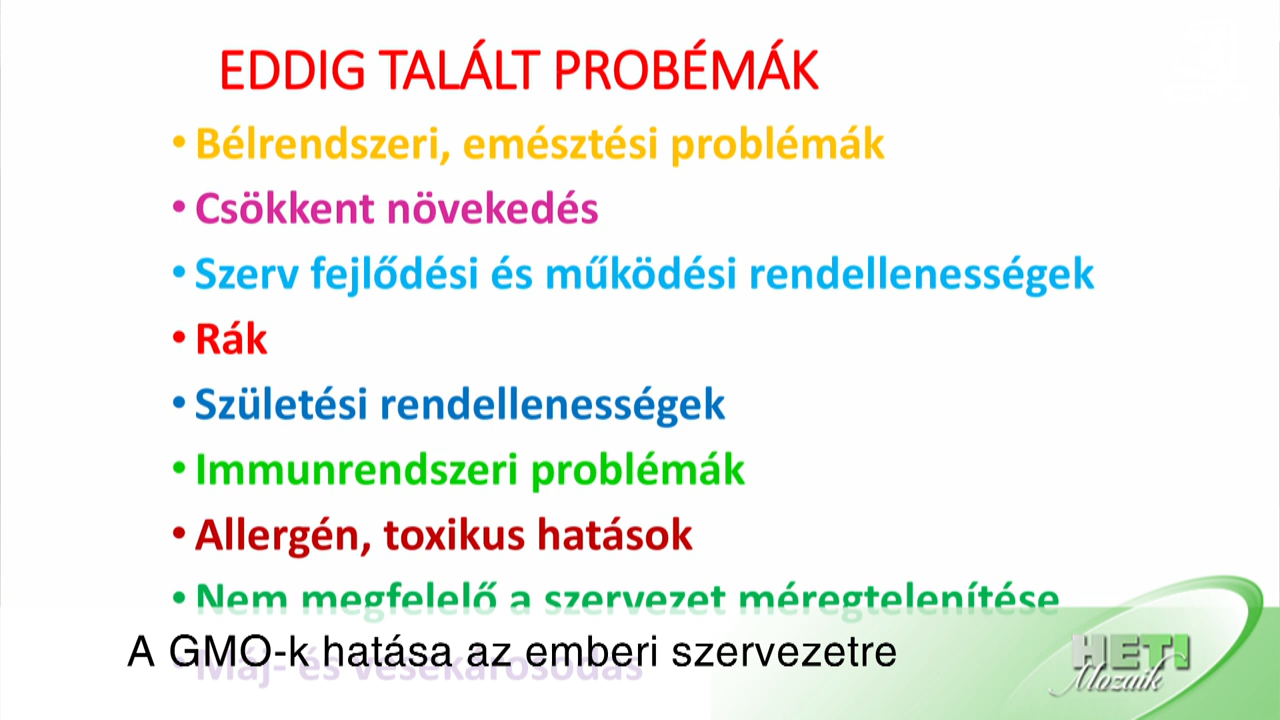 EDDIG TALÁLT PROBÉMÁK
• Bélrendszeri, emésztési problémák
• Csökkent növekedés
• Szerv fejlődési és működési rendellenességek
• Rák
• Születési rendellenességek
• Immunrendszeri problémák
• Allergén, toxikus hatások
• Nem megfelelő a szervezet méregtelenítése
• Máj- és vesekárosodás
A GMO-k hatása az emberi szervezetre
HETI
Mozaik